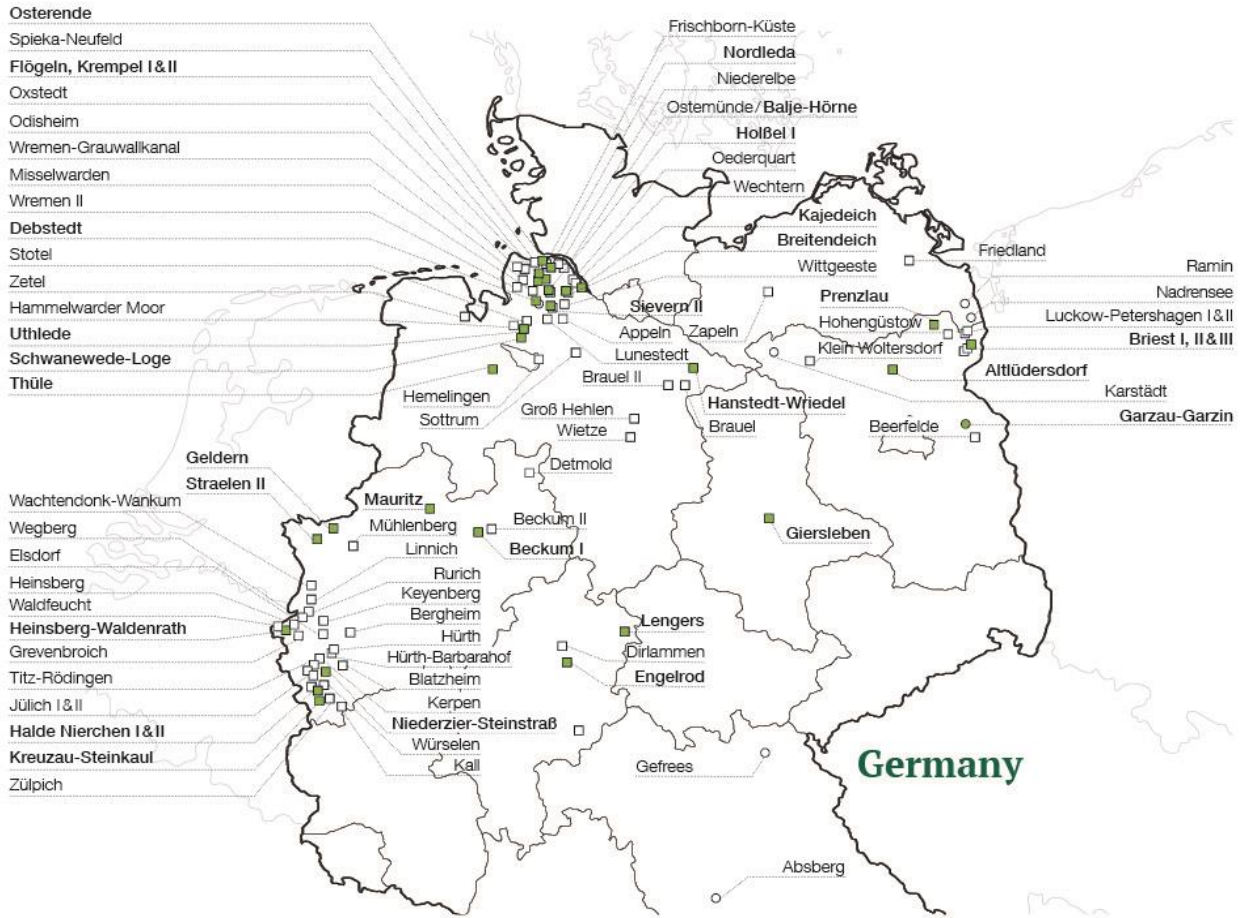 Osterende
Spieka-Neufeld
Flögeln, Krempel I & II
Oxstedt
Odisheim
Wremen-Grauwallkanal
Misselwarden
Wremen II
Debstedt
Stotel
Zetel
Hammelwarder Moor
Uthlede
Schwanewede-Loge
Thüle
Frischborn-Küste
Nordleda
Niederelbe
Ostemünde / Balje-Hörne
Holßel I
Oederquart
Wechtern
Kajedeich
Breitendeich
Wittgeeste
Sievern II
Appeln
Zapeln
Lunestedt
Brauel II
Hemelingen
Sottrum
Hanstedt-Wriedel
Brauel
Groß Hehlen
Wietze
Detmold
Friedland
Ramin
Nadrensee
Luckow-Petershagen I & II
Briest I, II & III
Prenzlau
Hohengüstow
Klein Woltersdorf
Altlüdersdorf
Karstädt
Garzau-Garzin
Beerfelde
Geldern
Straelen II
Mauritz
Mühlenberg
Beckum II
Beckum I
Giersleben
Wachtendonk-Wankum
Wegberg
Elsdorf
Heinsberg
Waldfeucht
Heinsberg-Waldenrath
Grevenbroich
Titz-Rödingen
Jülich I & II
Halde Nierchen I & II
Kreuzau-Steinkaul
Zülpich
Linnich
Rurich
Keyenberg
Bergheim
Hürth
Hürth-Barbarahof
Blatzheim
Kerpen
Niederzier-Steinstraß
Würselen
Kall
Lengers
Dirlammen
Engelrod
Gefrees
Germany
Absberg